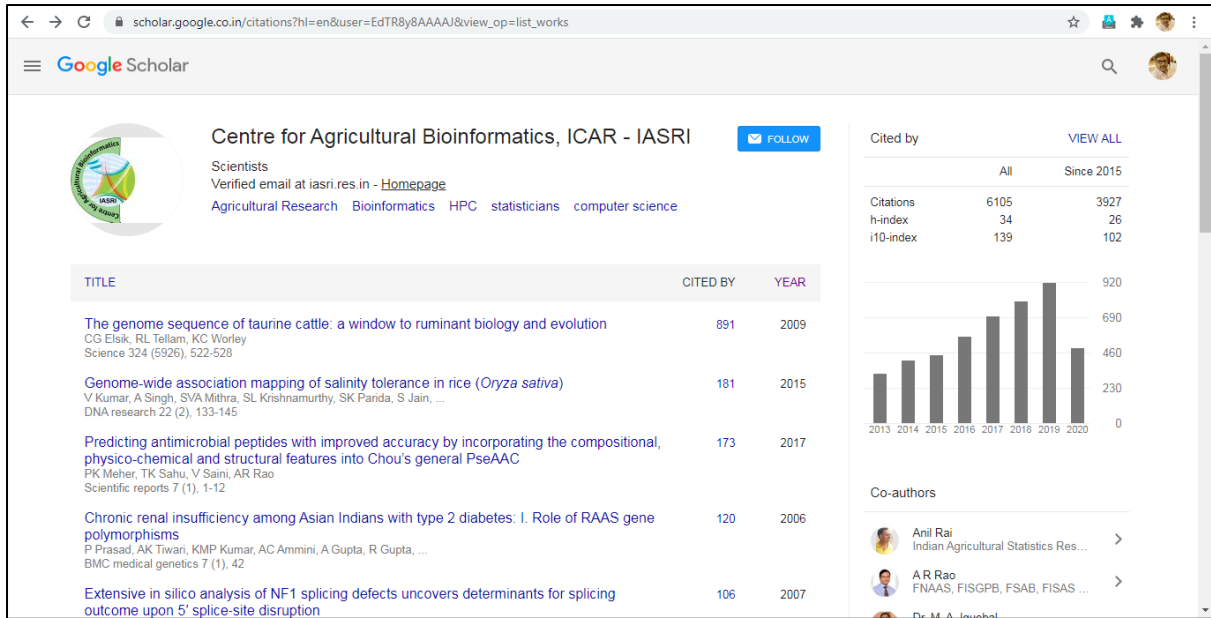 scholar.google.co.in/citations?hl=en&user=EdTR8y8AAAAJ&view_op=list_works
Google Scholar
Centre for Agricultural Bioinformatics, ICAR - IASRI
FOLLOW
Scientists
Verified email at iasri.res.in - Homepage
Agricultural Research Bioinformatics HPC statisticians computer science
IASRI
Centre for Agricultural Bioinformatics
TITLE CITED BY YEAR
The genome sequence of taurine cattle: a window to ruminant biology and evolution 891 2009
CG Elsik, RL Tellam, KC Worley
Science 324 (5926), 522-528
Genome-wide association mapping of salinity tolerance in rice (Oryza sativa) 181 2015
V Kumar, A Singh, SVA Mithra, SL Krishnamurthy, SK Parida, S Jain, ...
DNA research 22 (2), 133-145
Predicting antimicrobial peptides with improved accuracy by incorporating the compositional, 173 2017
physico-chemical and structural features into Chou's general PseAAC
PK Meher, TK Sahu, V Saini, AR Rao
Scientific reports 7 (1), 1-12
Chronic renal insufficiency among Asian Indians with type 2 diabetes: I. Role of RAAS gene 120 2006
polymorphisms
P Prasad, AK Tiwari, KMP Kumar, AC Ammini, A Gupta, R Gupta, ...
BMC medical genetics 7 (1), 42
Extensive in silico analysis of NF1 splicing defects uncovers determinants for splicing 106 2007
outcome upon 5′ splice-site disruption
Cited by VIEW ALL
All Since 2015
Citations 6105 3927
h-index 34 26
i10-index 139 102
920
690
460
230
0
2013 2014 2015 2016 2017 2018 2019 2020
Co-authors
Anil Rai
Indian Agricultural Statistics Res...
A R Rao
FNAAS, FISGPB, FSAB, FISAS ...
Dr. M. A. Iquebal